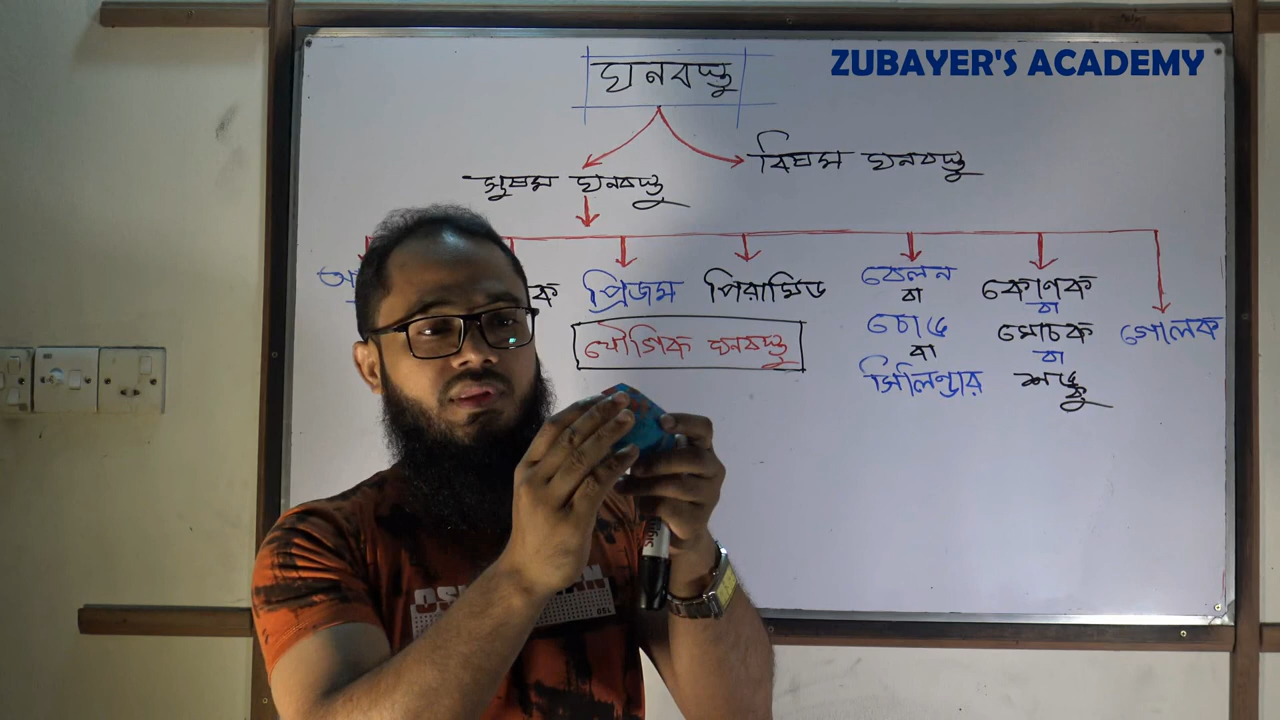 ZUBAYER'S ACADEMY
ঘনবস্তু
বিষম ঘনবস্তু
সুষম ঘনবস্তু
প্রিজম
পিরামিড
বেলন
বা
চোঙ
বা
সিলিণ্ডার
কোণক
বা
মোচক
বা
শঙ্কু
গোলক
যৌগিক ঘনবস্তু